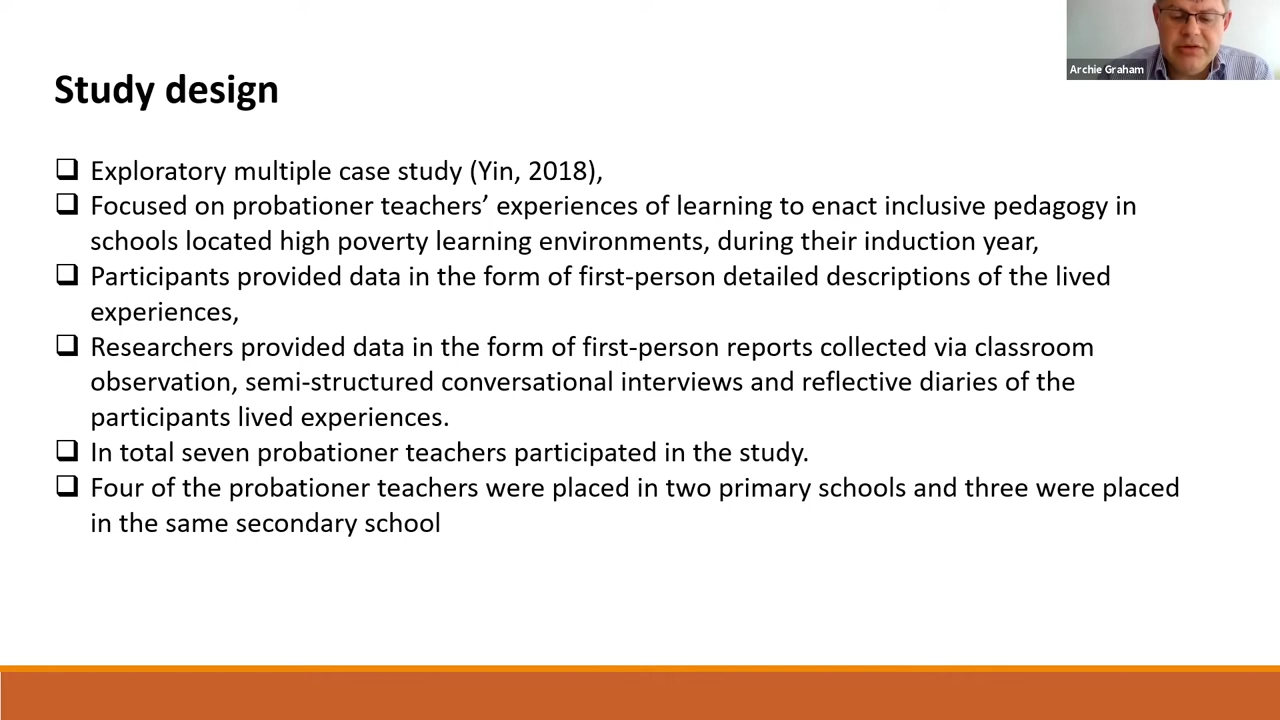 Archie Graham
Study design
Exploratory multiple case study (Yin, 2018),
Focused on probationer teachers’ experiences of learning to enact inclusive pedagogy in
schools located high poverty learning environments, during their induction year,
Participants provided data in the form of first-person detailed descriptions of the lived
experiences,
Researchers provided data in the form of first-person reports collected via classroom
observation, semi-structured conversational interviews and reflective diaries of the
participants lived experiences.
In total seven probationer teachers participated in the study.
Four of the probationer teachers were placed in two primary schools and three were placed
in the same secondary school